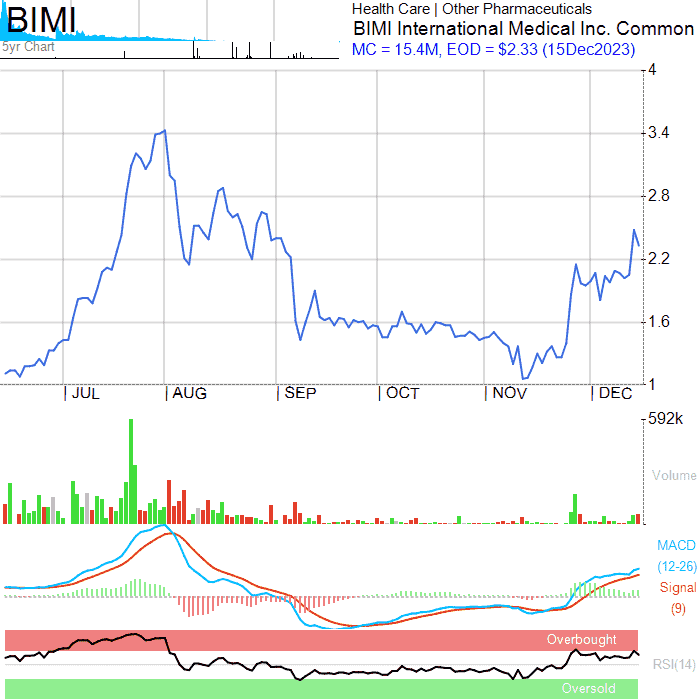 BIMI
5yr Chart
Health Care | Other Pharmaceuticals
BIMI International Medical Inc. Common
MC = 15.4M, EOD = $2.33 (15Dec2023)
4
3.4
2.8
2.2
1.6
1
| JUL | AUG | SEP | OCT | NOV | DEC
592k
Volume
MACD
(12-26)
Signal
(9)
Overbought
RSI(14)
Oversold